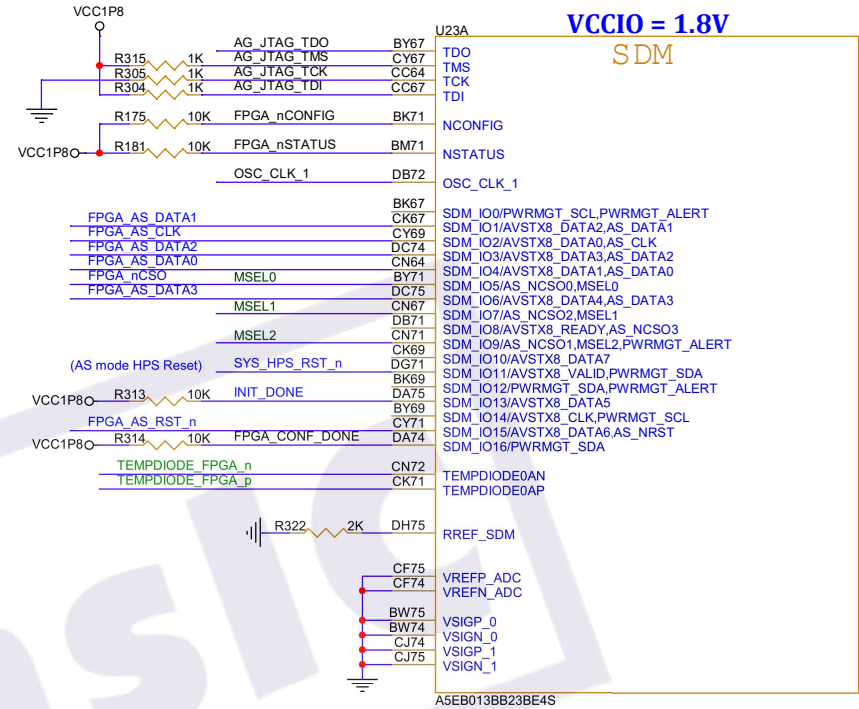 VCC1P8
U23A
VCCIO = 1.8V
SDM
AG_JTAG_TDO BY67 TDO
R315 1K AG_JTAG_TMS CY67 TMS
R305 1K AG_JTAG_TCK CC64 TCK
R304 1K AG_JTAG_TDI CC67 TDI
R175 10K FPGA_nCONFIG BK71 NCONFIG
VCC1P8 R181 10K FPGA_nSTATUS BM71 NSTATUS
OSC_CLK_1 DB72 OSC_CLK_1
BK67 SDM_IO0/PWRMGT_SCL,PWRMGT_ALERT
FPGA_AS_DATA1 CK67 SDM_IO1/AVSTX8_DATA2,AS_DATA1
FPGA_AS_CLK CY69 SDM_IO2/AVSTX8_DATA0,AS_CLK
FPGA_AS_DATA2 DC74 SDM_IO3/AVSTX8_DATA3,AS_DATA2
FPGA_AS_DATA0 CN64 SDM_IO4/AVSTX8_DATA1,AS_DATA0
FPGA_nCSO MSEL0 BY71 SDM_IO5/AS_NCSO0,MSEL0
FPGA_AS_DATA3 DC75 SDM_IO6/AVSTX8_DATA4,AS_DATA3
MSEL1 CN67 SDM_IO7/AS_NCSO2,MSEL1
DB71 SDM_IO8/AVSTX8_READY,AS_NCSO3
MSEL2 CN71 SDM_IO9/AS_NCSO1,MSEL2,PWRMGT_ALERT
CK69 SDM_IO10/AVSTX8_DATA7
(AS mode HPS Reset) SYS_HPS_RST_n DG71 SDM_IO11/AVSTX8_VALID,PWRMGT_SDA
BK69 SDM_IO12/PWRMGT_SDA,PWRMGT_ALERT
VCC1P8 R313 10K INIT_DONE DA75 SDM_IO13/AVSTX8_DATA5
BY69 SDM_IO14/AVSTX8_CLK,PWRMGT_SCL
FPGA_AS_RST_n CY71 SDM_IO15/AVSTX8_DATA6,AS_NRST
VCC1P8 R314 10K FPGA_CONF_DONE DA74 SDM_IO16/PWRMGT_SDA
TEMPDIODE_FPGA_n CN72 TEMPDIODE0AN
TEMPDIODE_FPGA_p CK71 TEMPDIODE0AP
R322 2K DH75 RREF_SDM
CF75 VREFP_ADC
CF74 VREFN_ADC
BW75 VSIGP_0
BW74 VSIGN_0
CJ74 VSIGP_1
CJ75 VSIGN_1
A5EB013BB23BE4S